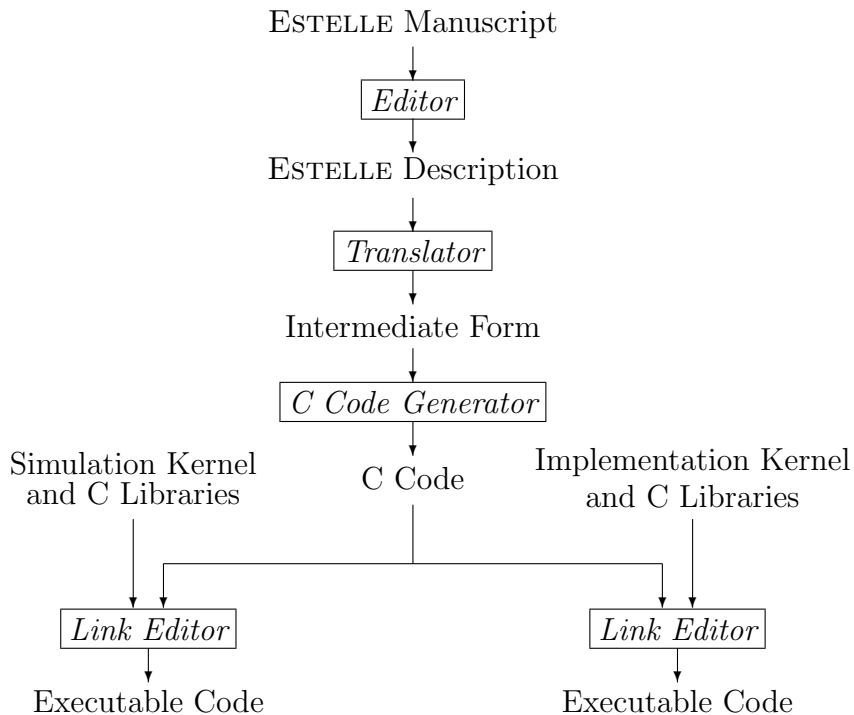 ESTELLE Manuscript
Editor
ESTELLE Description
Translator
Intermediate Form
C Code Generator
Simulation Kernel
and C Libraries
C Code
Implementation Kernel
and C Libraries
Link Editor
Link Editor
Executable Code
Executable Code